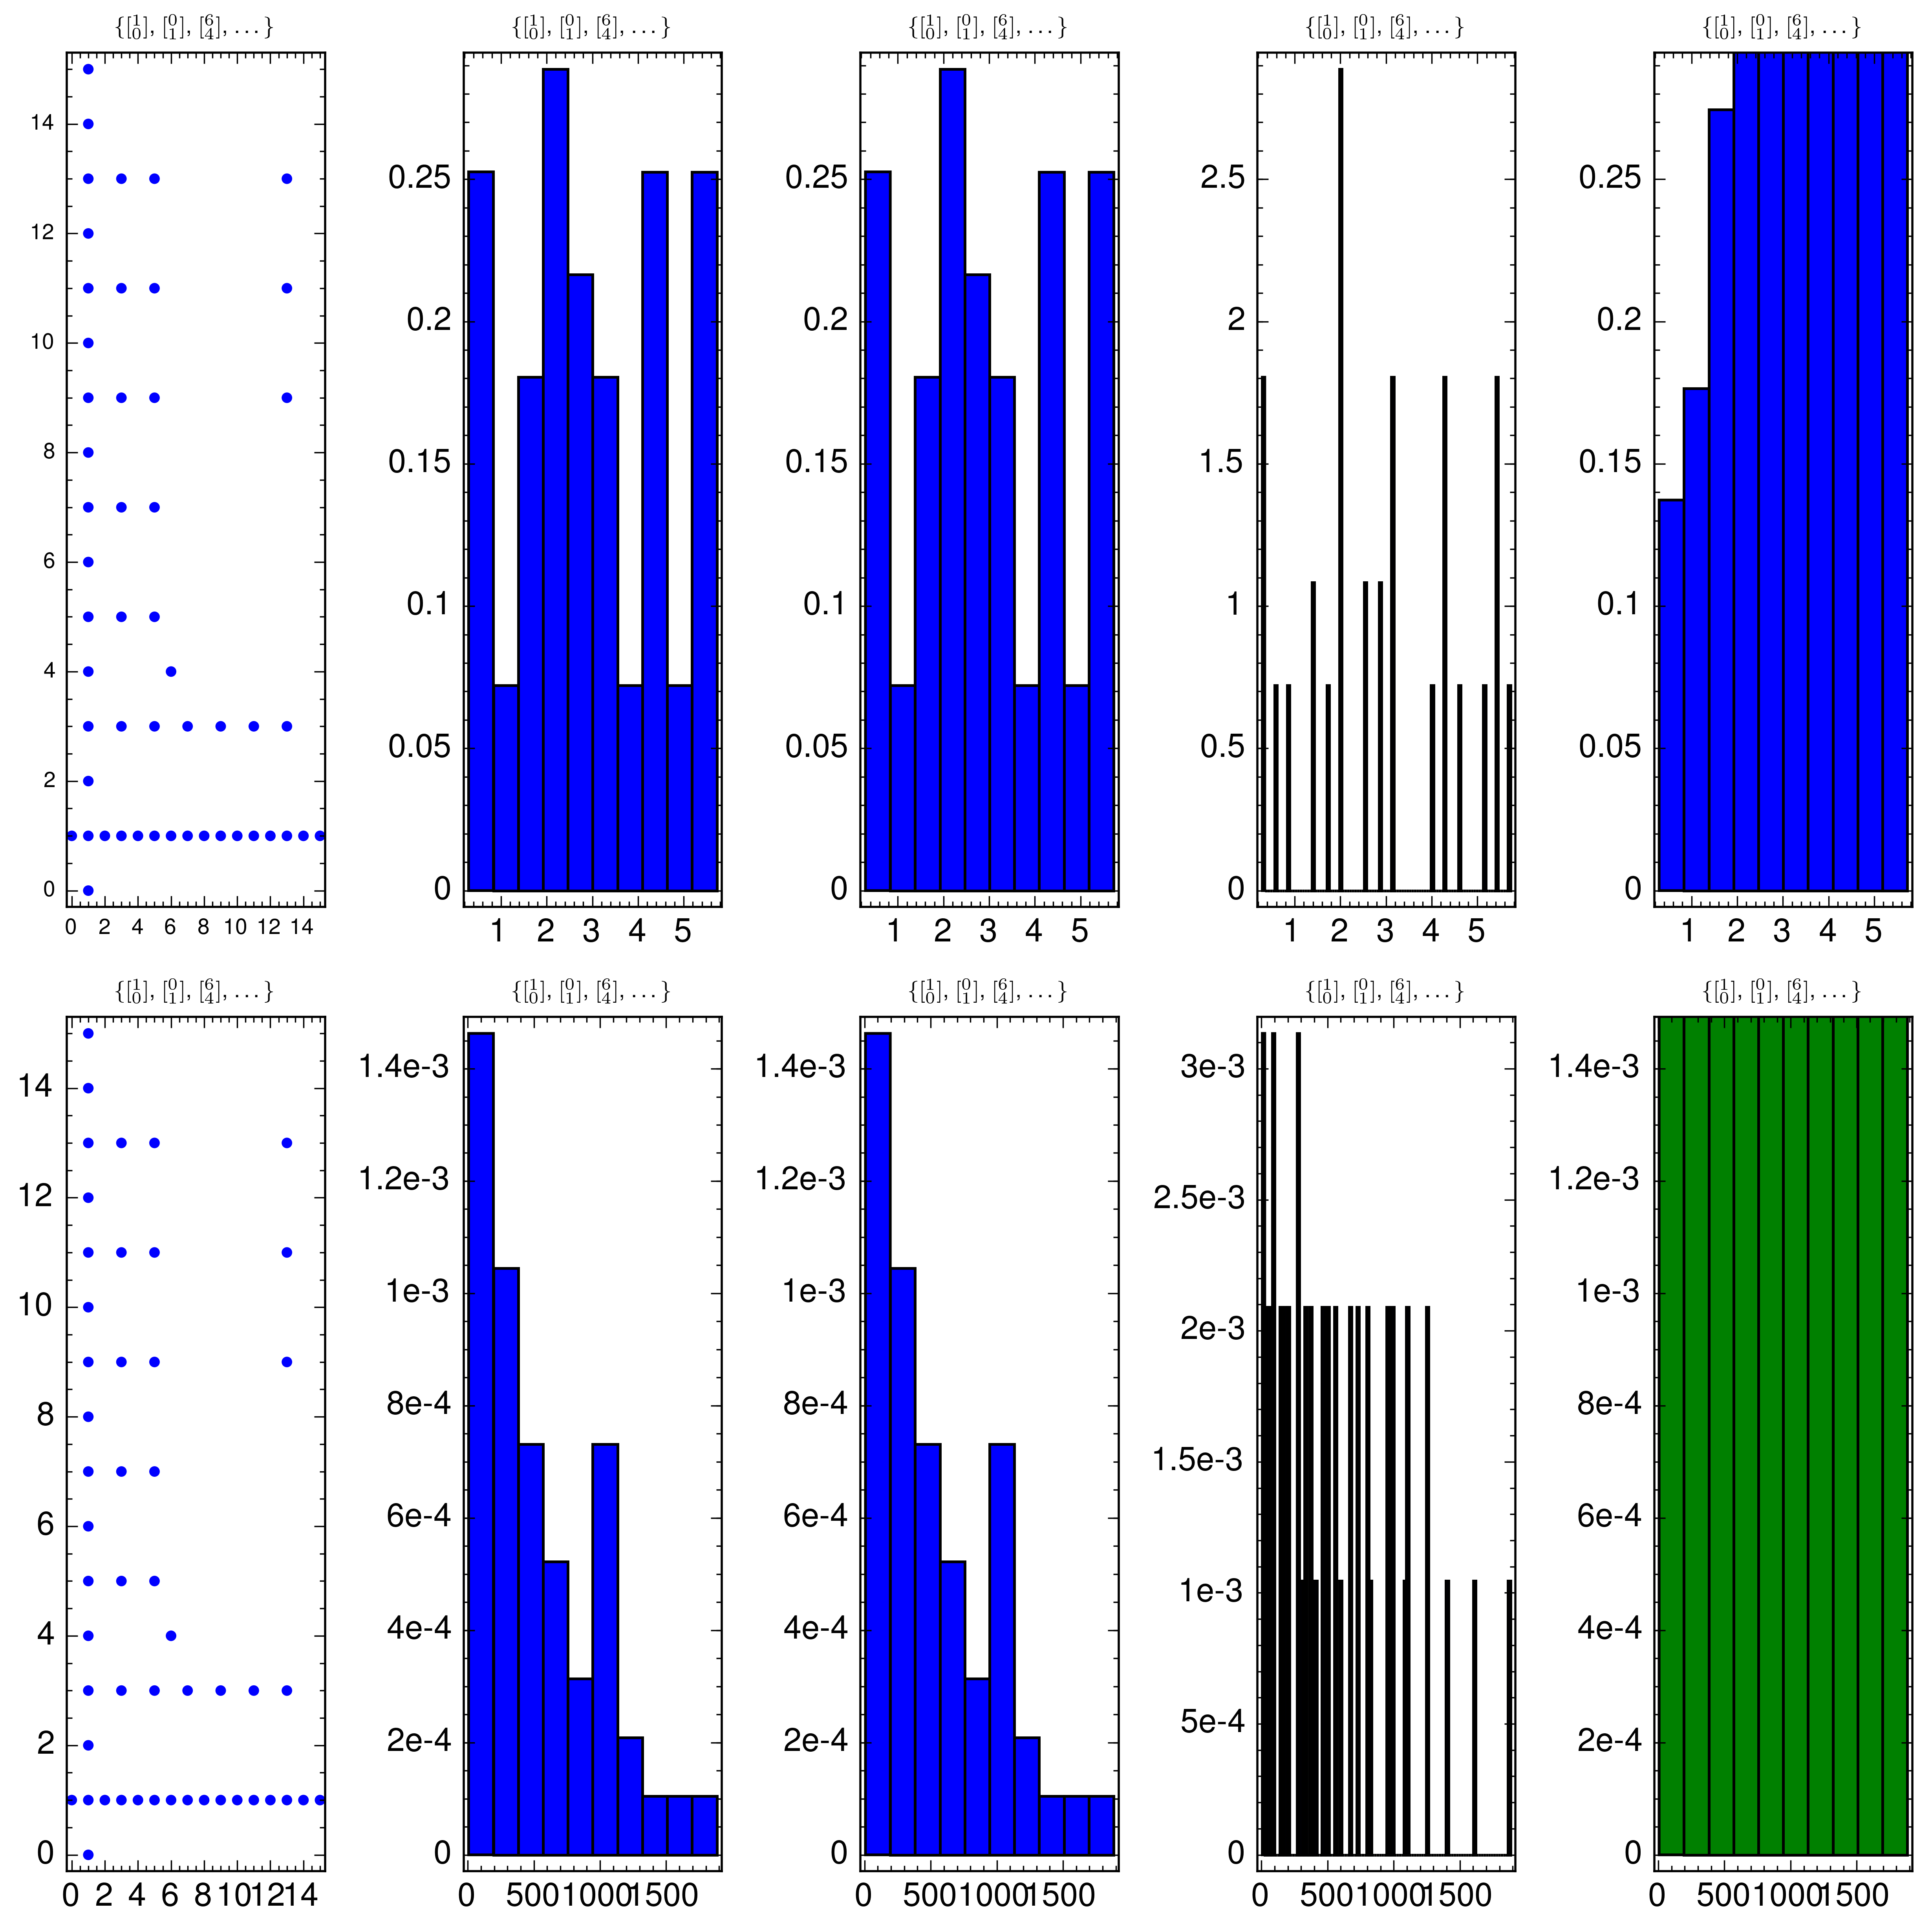 {[1 0], [0 1], [6 4], ...} {[1 0], [0 1], [6 4], ...} {[1 0], [0 1], [6 4], ...} {[1 0], [0 1], [6 4], ...} {[1 0], [0 1], [6 4], ...}
14 0.25 0.25 2.5 0.25
12
10 0.2 0.2 2 0.2
8 0.15 0.15 1.5 0.15
6
4 0.1 0.1 1 0.1
2 0.05 0.05 0.5 0.05
0 0 0 0 0
0 2 4 6 8 10 12 14 1 2 3 4 5 1 2 3 4 5 1 2 3 4 5 1 2 3 4 5
{[1 0], [0 1], [6 4], ...} {[1 0], [0 1], [6 4], ...} {[1 0], [0 1], [6 4], ...} {[1 0], [0 1], [6 4], ...} {[1 0], [0 1], [6 4], ...}
14 1.4e-3 1.4e-3 3e-3 1.4e-3
12 1.2e-3 1.2e-3 2.5e-3 1.2e-3
10 1e-3 1e-3 2e-3 1e-3
8 8e-4 8e-4 1.5e-3 8e-4
6 6e-4 6e-4 1e-3 6e-4
4 4e-4 4e-4 5e-4 4e-4
2 2e-4 2e-4 2e-4
0 0 0 0 0
0 2 4 6 8 10 12 14 0 500 1000 1500 0 500 1000 1500 0 500 1000 1500 0 500 1000 1500